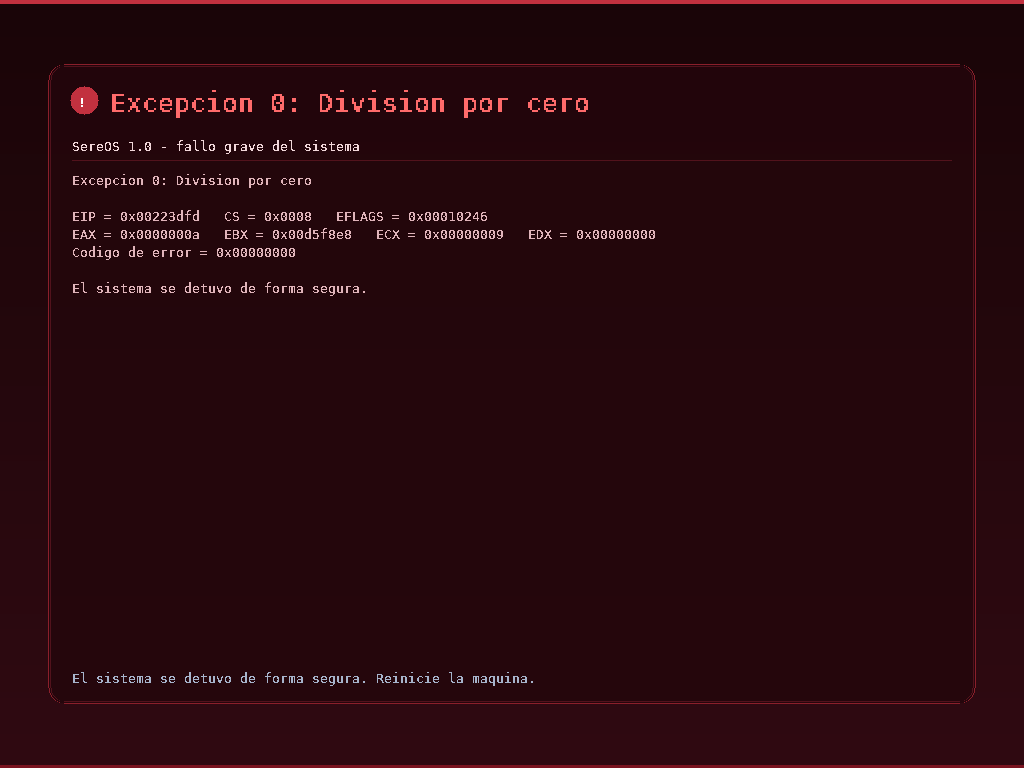 ! Excepcion 0: Division por cero
SereOS 1.0 - fallo grave del sistema
Excepcion 0: Division por cero
EIP = 0x00223dfd   CS = 0x0008   EFLAGS = 0x00010246
EAX = 0x0000000a   EBX = 0x00d5f8e8   ECX = 0x00000009   EDX = 0x00000000
Codigo de error = 0x00000000
El sistema se detuvo de forma segura.
El sistema se detuvo de forma segura. Reinicie la maquina.